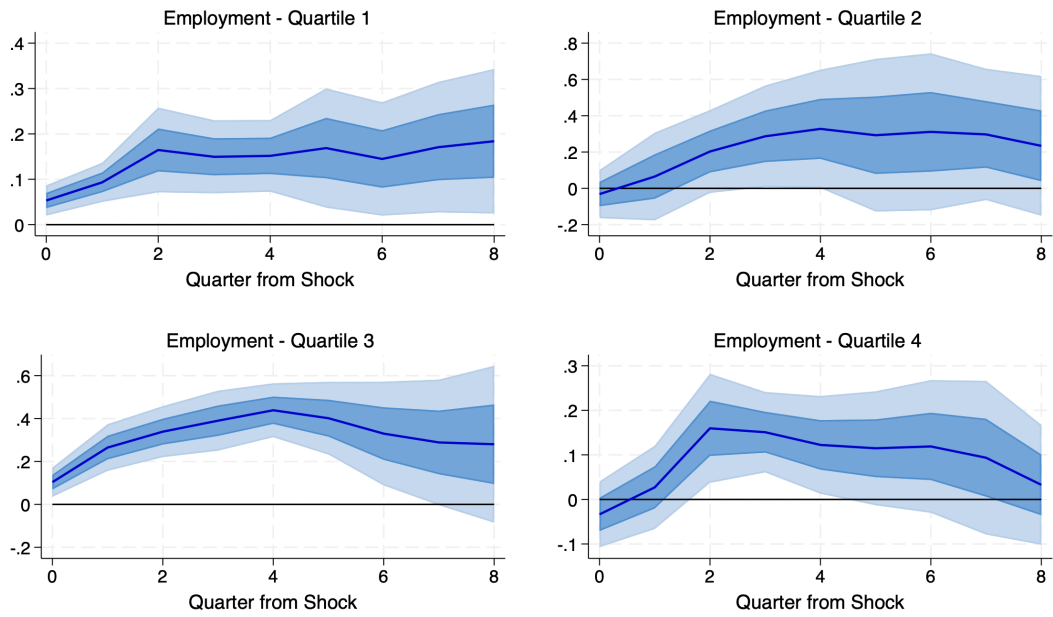 Employment - Quartile 1
.4
.3
.2
.1
0
0 2 4 6 8
Quarter from Shock
Employment - Quartile 2
.8
.6
.4
.2
0
-.2
0 2 4 6 8
Quarter from Shock
Employment - Quartile 3
.6
.4
.2
0
-.2
0 2 4 6 8
Quarter from Shock
Employment - Quartile 4
.3
.2
.1
0
-.1
0 2 4 6 8
Quarter from Shock